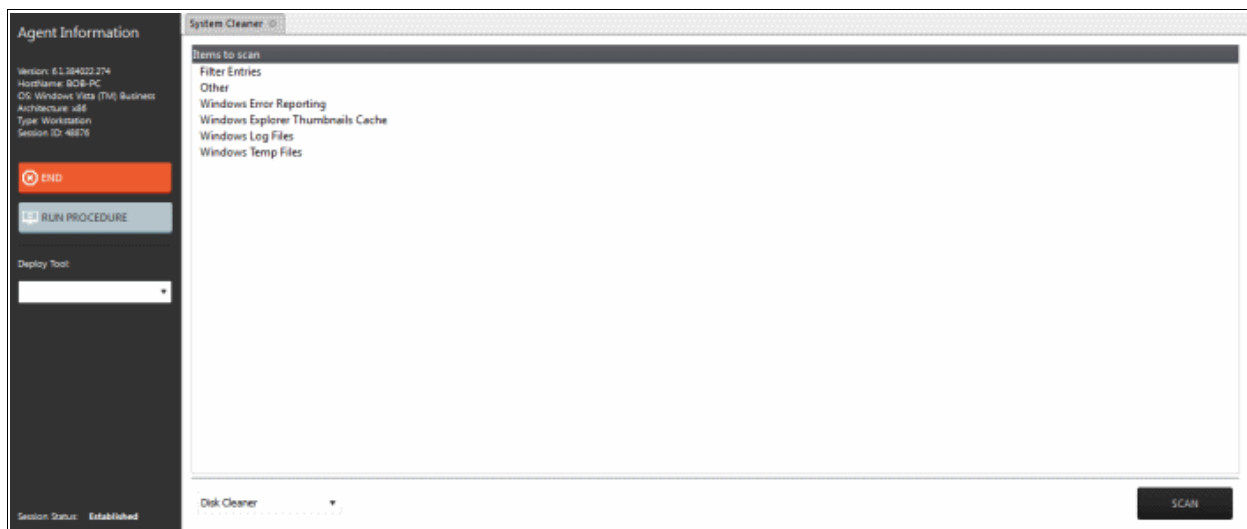 Agent Information
Version: 6.1.384022.274
HostName: BOB-PC
OS: Windows Vista (TM) Business
Architecture: x86
Type: Workstation
Session ID: 48876
END
RUN PROCEDURE
Deploy Tool:
Session Status: Established
System Cleaner
Items to scan
Filter Entries
Other
Windows Error Reporting
Windows Explorer Thumbnails Cache
Windows Log Files
Windows Temp Files
Disk Cleaner
SCAN